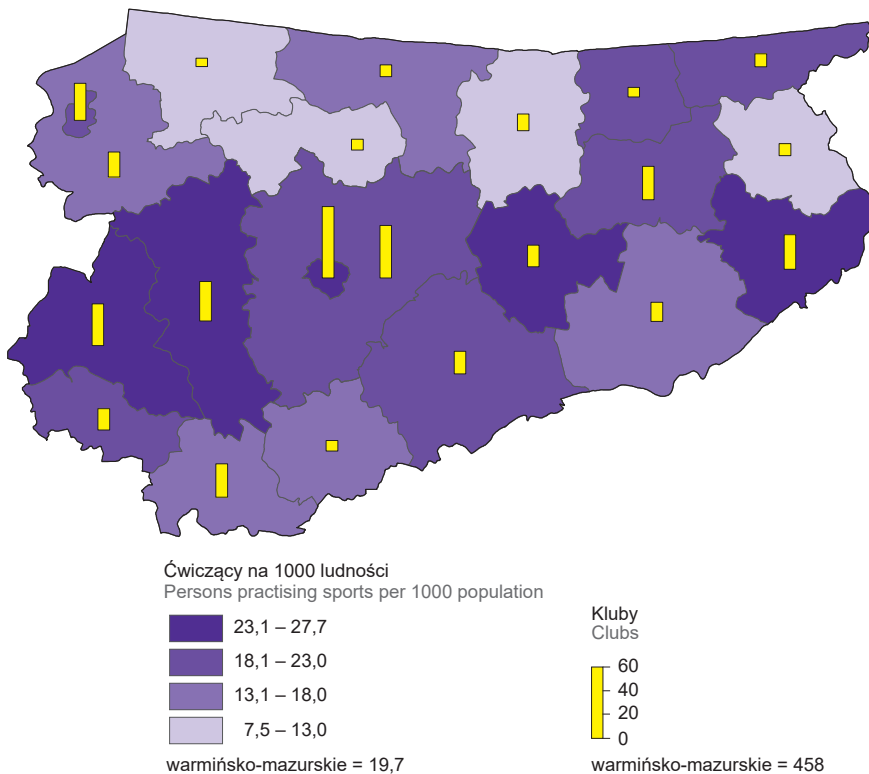 Ćwiczący na 1000 ludności
Persons practising sports per 1000 population
23,1 – 27,7
18,1 – 23,0
13,1 – 18,0
7,5 – 13,0
warmińsko-mazurskie = 19,7
Kluby
Clubs
60
40
20
0
warmińsko-mazurskie = 458